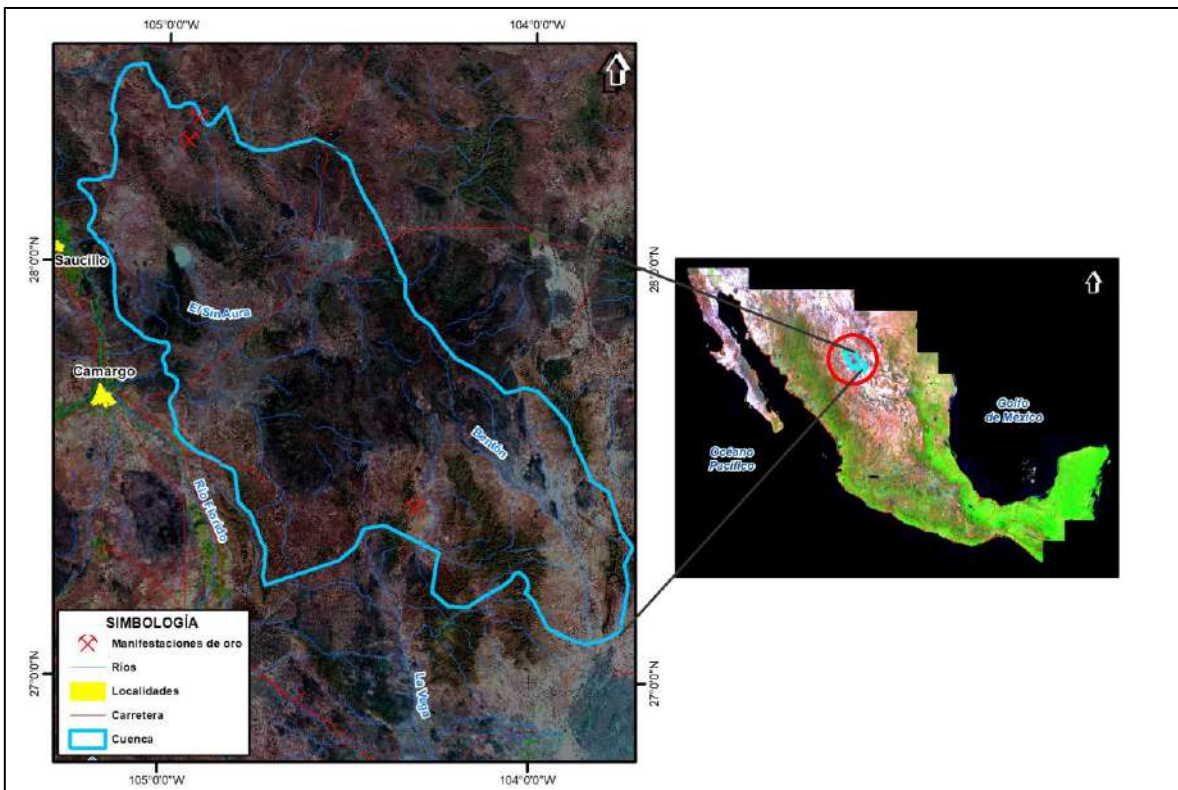 105°0'0"W
104°0'0"W
28°0'0"N
28°0'0"N
Saucillo
El Sin Aura
Camargo
Río Florido
Berrión
La Vega
27°0'0"N
27°0'0"N
105°0'0"W
104°0'0"W
SIMBOLOGÍA
Manifestaciones de oro
Ríos
Localidades
Carretera
Cuenca
Golfo
de México
Océano
Pacífico